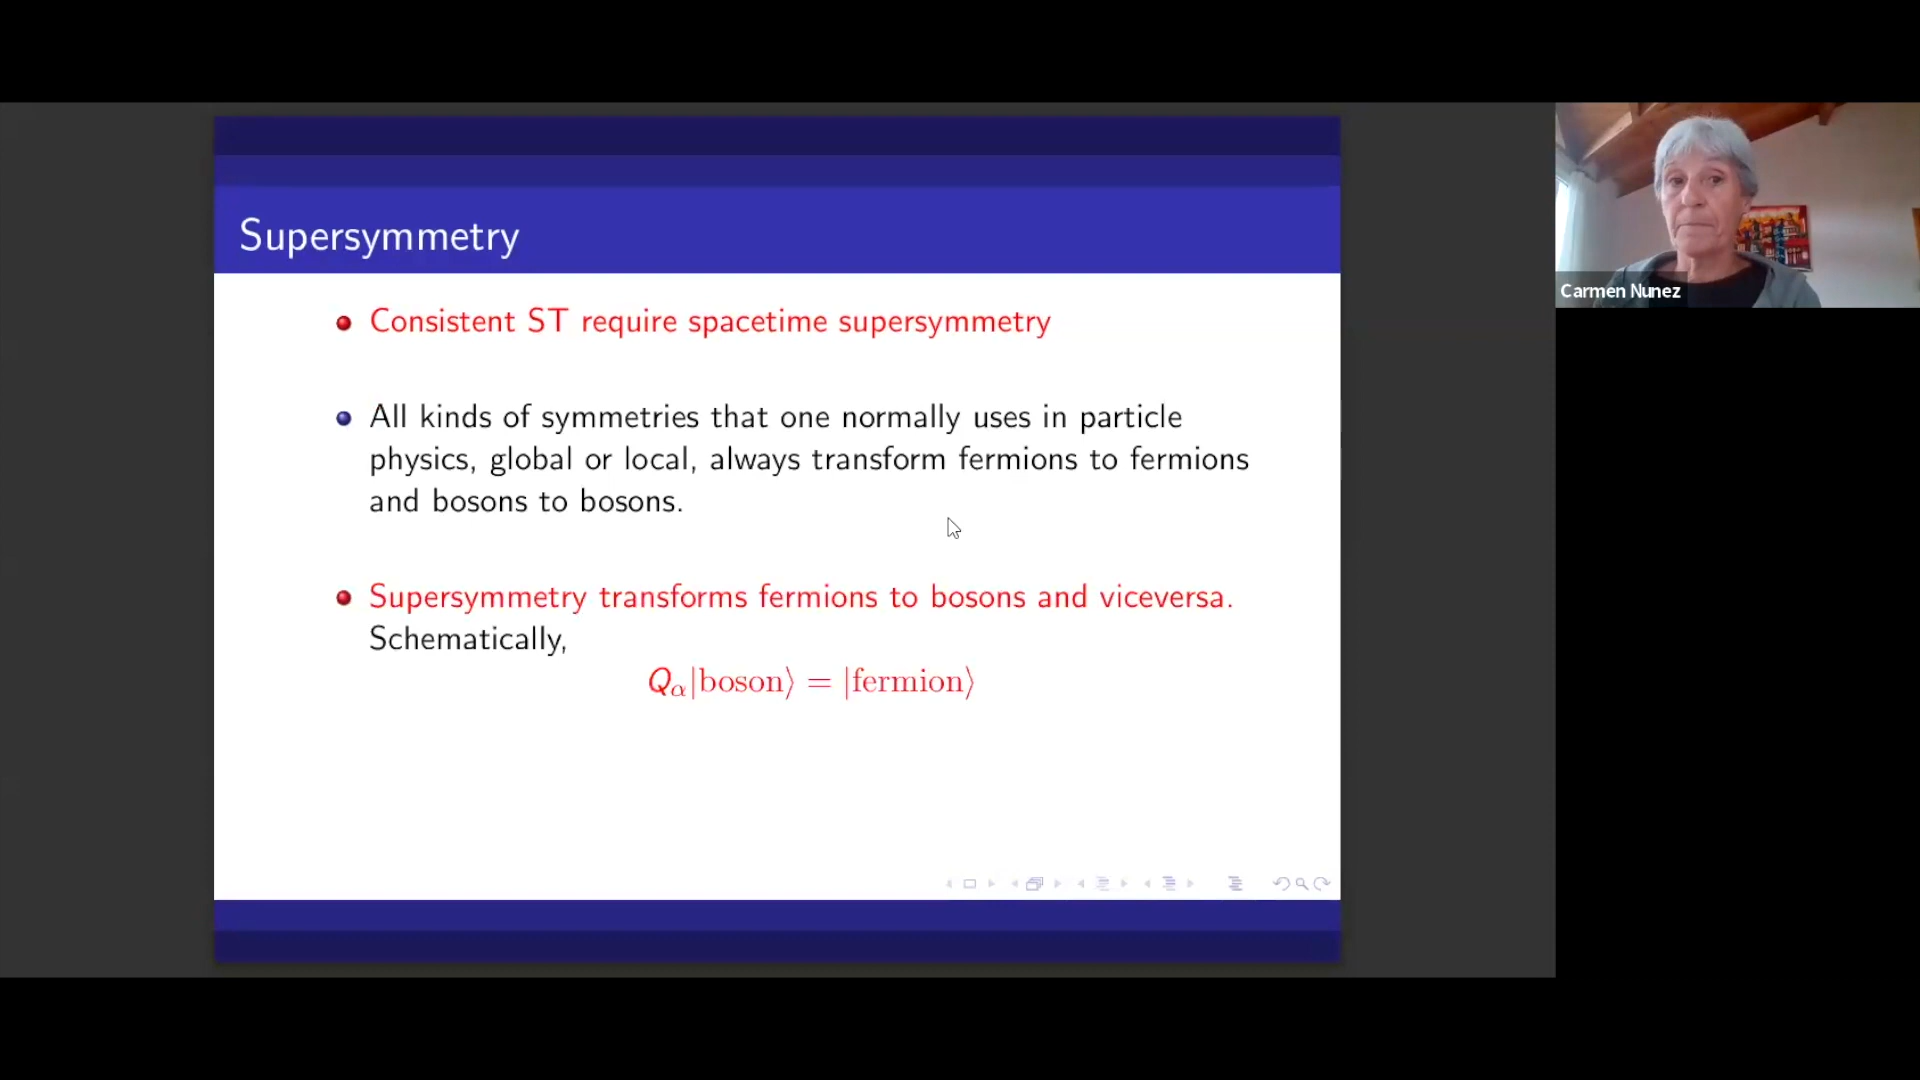 Supersymmetry
Consistent ST require spacetime supersymmetry
All kinds of symmetries that one normally uses in particle
physics, global or local, always transform fermions to fermions
and bosons to bosons.
Supersymmetry transforms fermions to bosons and viceversa.
Schematically,
Qα|boson⟩ = |fermion⟩
Carmen Nunez